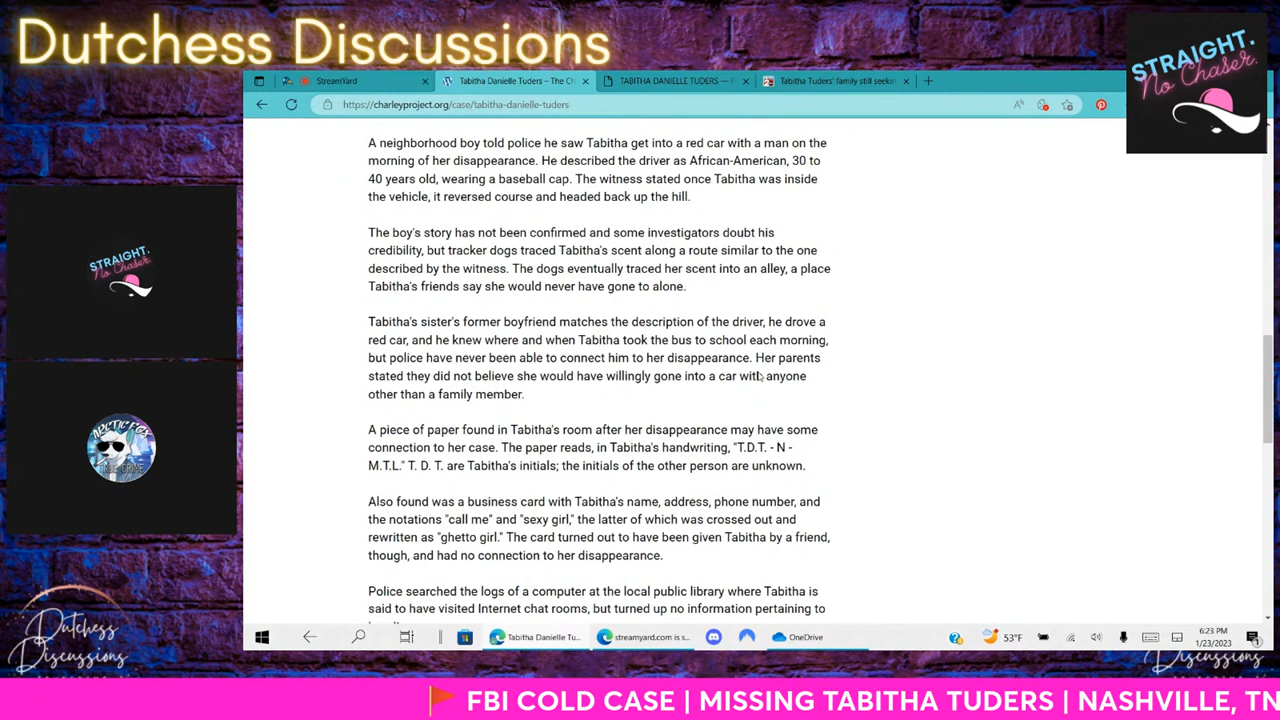 Dutchess Discussions
STRAIGHT.
No Chaser.
StreamYard
Tabitha Danielle Tuders – The Ch
TABITHA DANIELLE TUDERS — F
Tabitha Tuders' family still seekin
https://charleyproject.org/case/tabitha-danielle-tuders
A neighborhood boy told police he saw Tabitha get into a red car with a man on the
morning of her disappearance. He described the driver as African-American, 30 to
40 years old, wearing a baseball cap. The witness stated once Tabitha was inside
the vehicle, it reversed course and headed back up the hill.
The boy's story has not been confirmed and some investigators doubt his
credibility, but tracker dogs traced Tabitha's scent along a route similar to the one
described by the witness. The dogs eventually traced her scent into an alley, a place
Tabitha's friends say she would never have gone to alone.
Tabitha's sister's former boyfriend matches the description of the driver, he drove a
red car, and he knew where and when Tabitha took the bus to school each morning,
but police have never been able to connect him to her disappearance. Her parents
stated they did not believe she would have willingly gone into a car with anyone
other than a family member.
A piece of paper found in Tabitha's room after her disappearance may have some
connection to her case. The paper reads, in Tabitha's handwriting, "T.D.T. - N -
M.T.L." T. D. T. are Tabitha's initials; the initials of the other person are unknown.
Also found was a business card with Tabitha's name, address, phone number, and
the notations "call me" and "sexy girl," the latter of which was crossed out and
rewritten as "ghetto girl." The card turned out to have been given Tabitha by a friend,
though, and had no connection to her disappearance.
Police searched the logs of a computer at the local public library where Tabitha is
said to have visited Internet chat rooms, but turned up no information pertaining to
STRAIGHT.
No Chaser.
ARCTIC FOX
TRUE CRIME
Tabitha Danielle Tu...
streamyard.com is s...
OneDrive
53°F
6:23 PM
1/23/2023
Dutchess
Discussions
Discussions
FBI COLD CASE | MISSING TABITHA TUDERS | NASHVILLE, TN